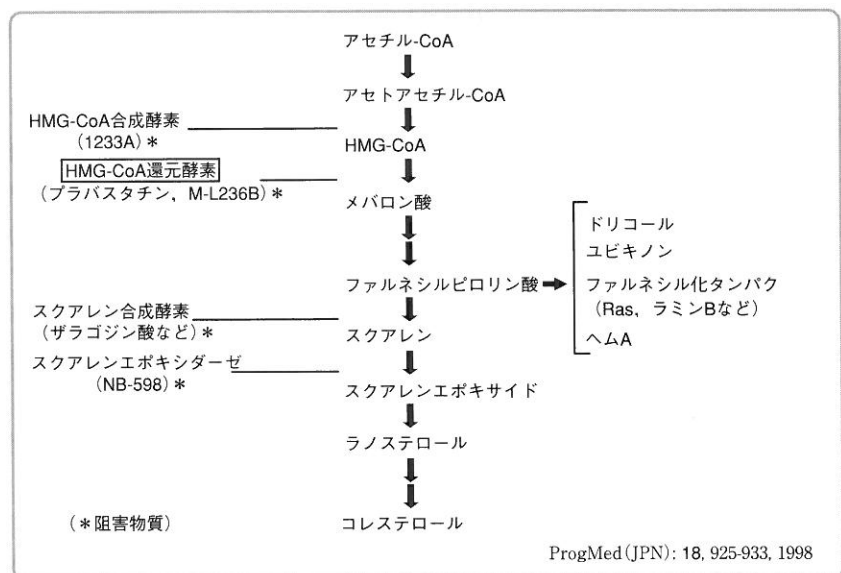 アセチル-CoA
アセトアセチル-CoA
HMG-CoA合成酵素
(1233A)*
HMG-CoA
HMG-CoA還元酵素
(プラバスタチン，M-L236B)*
メバロン酸
ドリコール
ユビキノン
ファルネシルピロリン酸
ファルネシル化タンパク
(Ras，ラミンBなど)
ヘムA
スクアレン合成酵素
(ザラゴジン酸など)*
スクアレン
スクアレンエポキシダーゼ
(NB-598)*
スクアレンエポキサイド
ラノステロール
(*阻害物質)
コレステロール
ProgMed(JPN): 18, 925-933, 1998